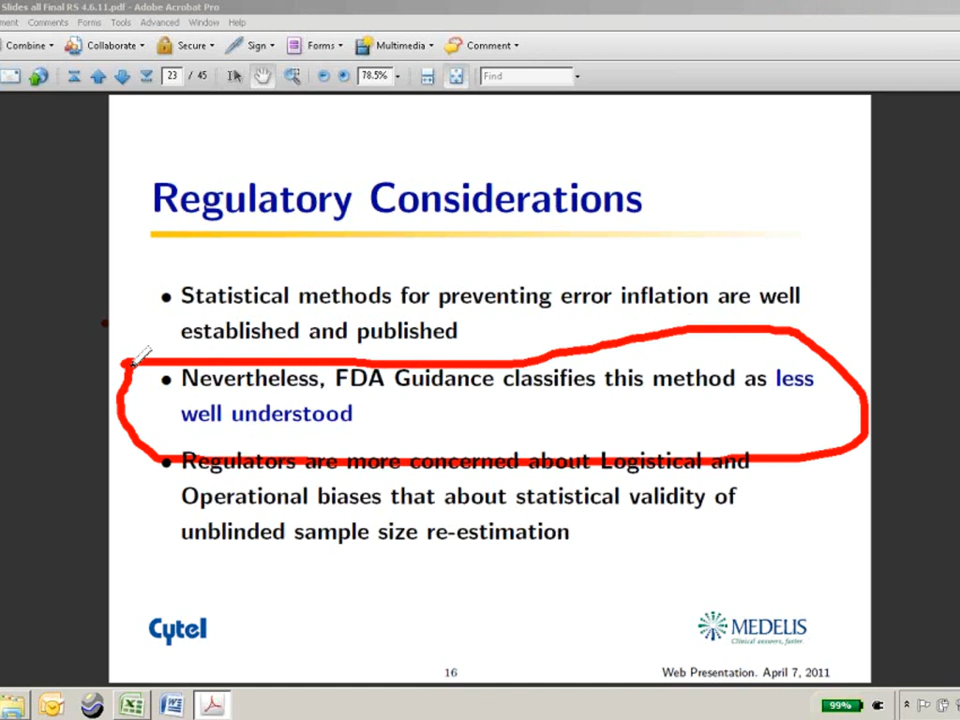 Slides all Final RS 4.6.11.pdf - Adobe Acrobat Pro
ment Comments Forms Tools Advanced Window Help
Combine Collaborate Secure Sign Forms Multimedia Comment
23 / 45 78.5% Find
Regulatory Considerations
• Statistical methods for preventing error inflation are well
established and published
• Nevertheless, FDA Guidance classifies this method as less
well understood
• Regulators are more concerned about Logistical and
Operational biases that about statistical validity of
unblinded sample size re-estimation
Cytel
MEDELIS
Clinical answers, faster
16
Web Presentation. April 7, 2011
99%